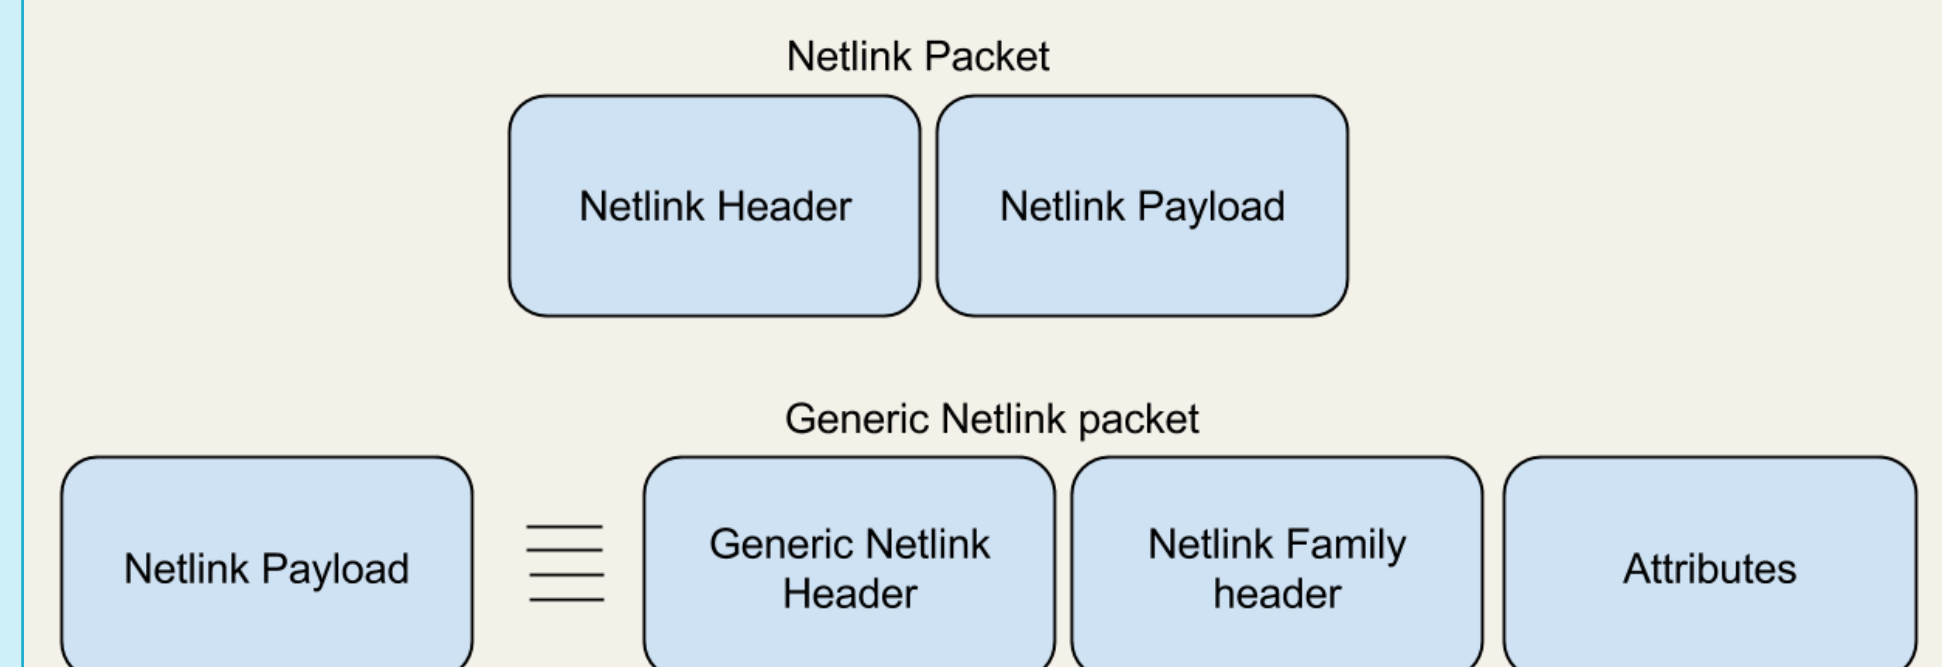 Netlink Packet
Netlink Header
Netlink Payload
Generic Netlink packet
Netlink Payload
Generic Netlink
Header
Netlink Family
header
Attributes